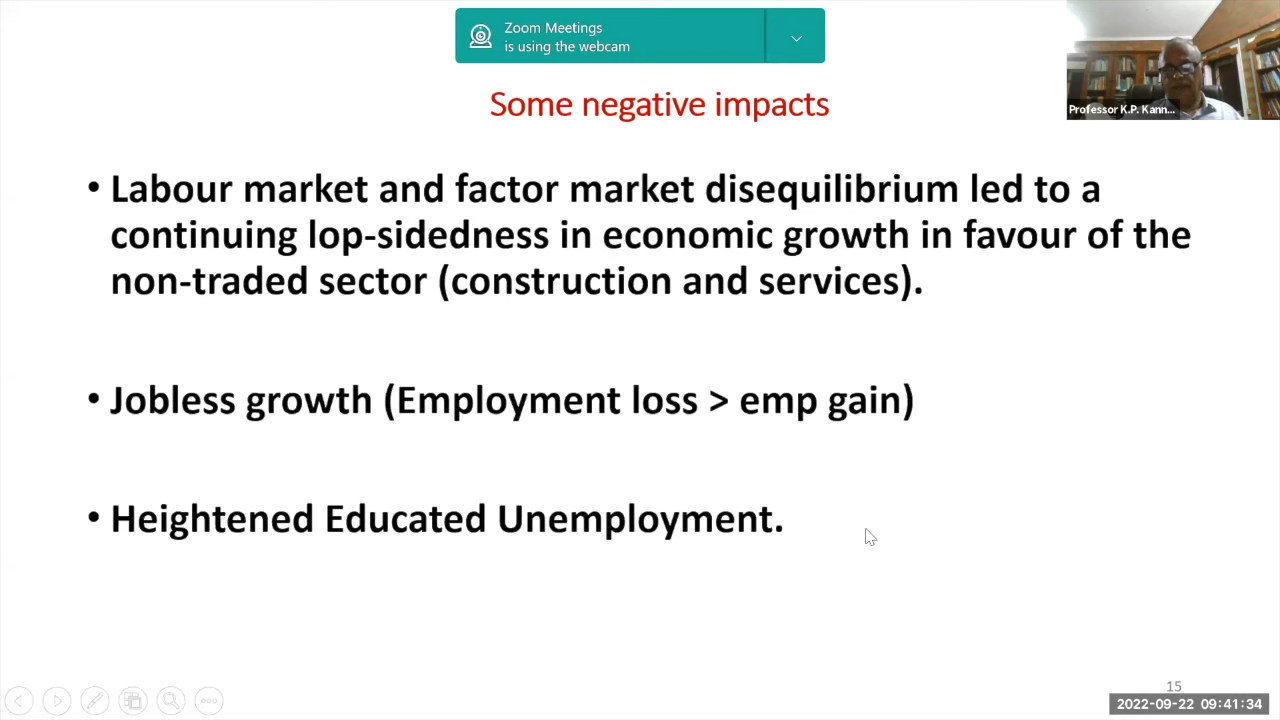 Zoom Meetings
is using the webcam
Professor K.P. Kann...
Some negative impacts
• Labour market and factor market disequilibrium led to a
continuing lop-sidedness in economic growth in favour of the
non-traded sector (construction and services).
• Jobless growth (Employment loss > emp gain)
• Heightened Educated Unemployment.
15
2022-09-22 09:41:34